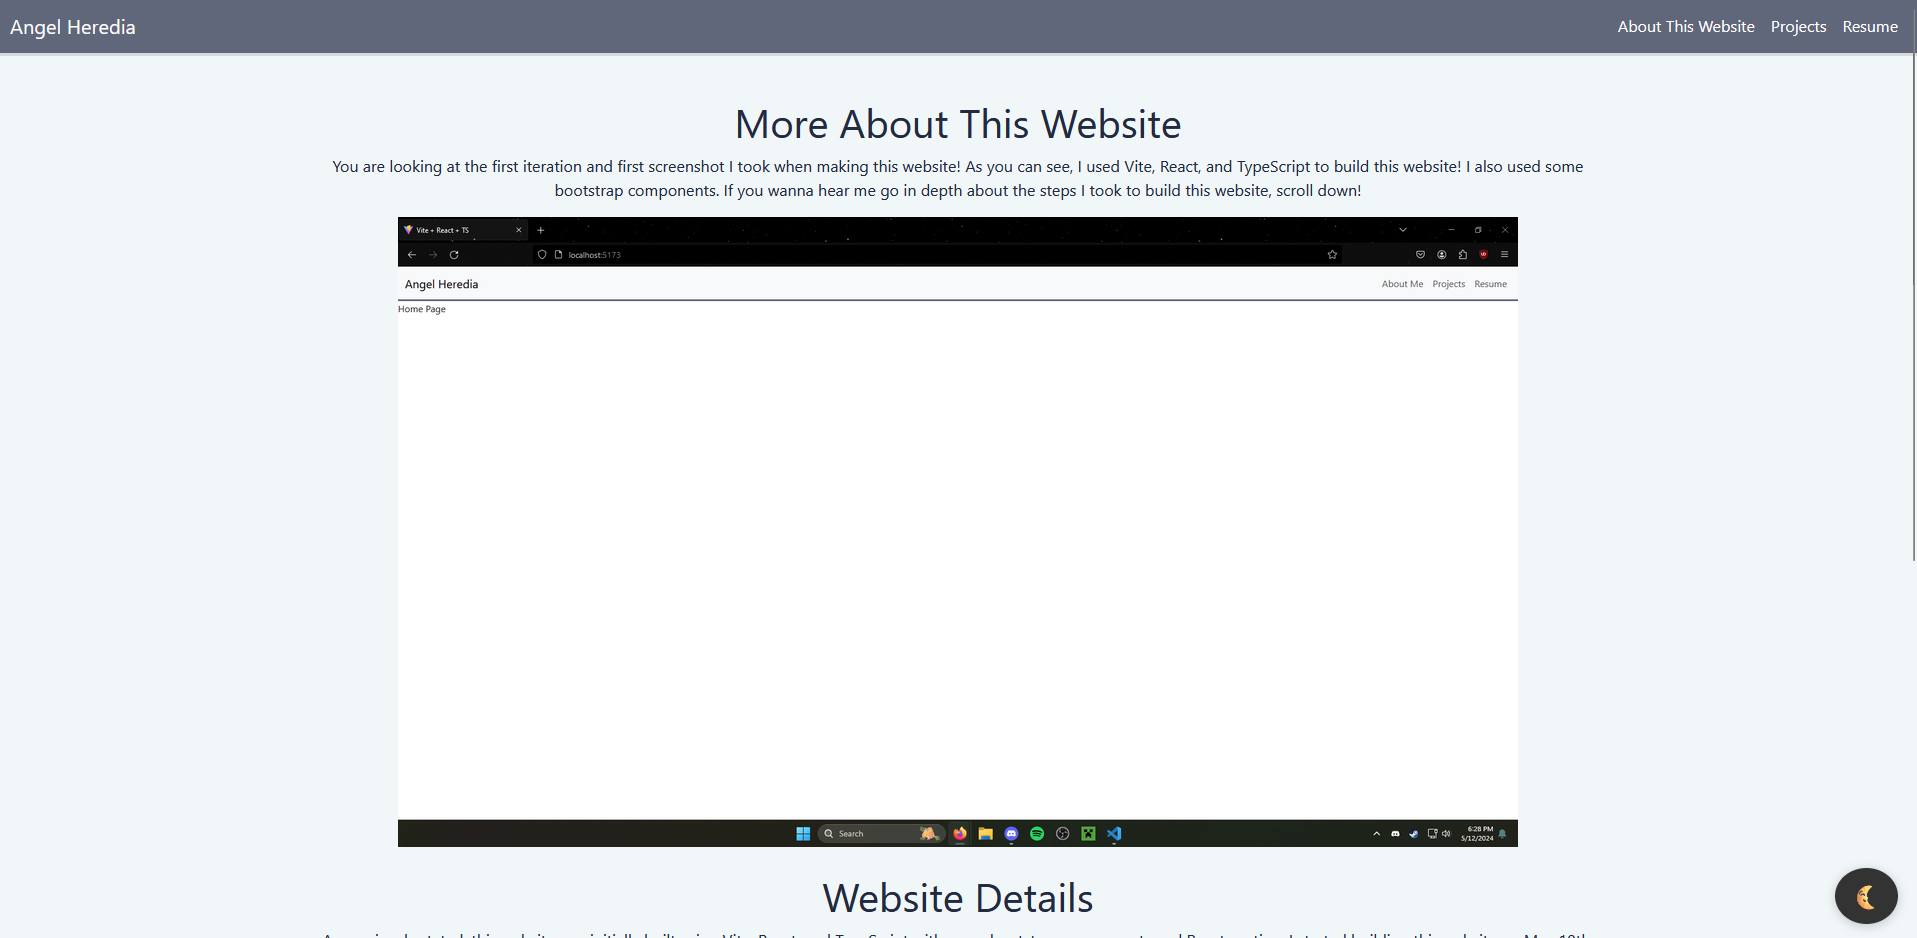 Angel Heredia
About This Website Projects Resume
More About This Website
You are looking at the first iteration and first screenshot I took when making this website! As you can see, I used Vite, React, and TypeScript to build this website! I also used some
bootstrap components. If you wanna hear me go in depth about the steps I took to build this website, scroll down!
Vite + React + TS
localhost:5173
Angel Heredia
About Me Projects Resume
Home Page
Search
6:28 PM
5/12/2024
Website Details